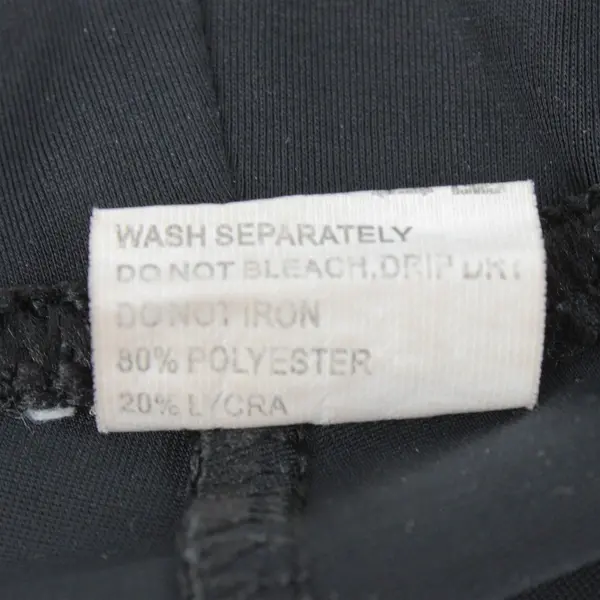 WASH SEPARATELY
DO NOT BLEACH.DRIP DRY
DO NOT IRON
80% POLYESTER
20% LYCRA